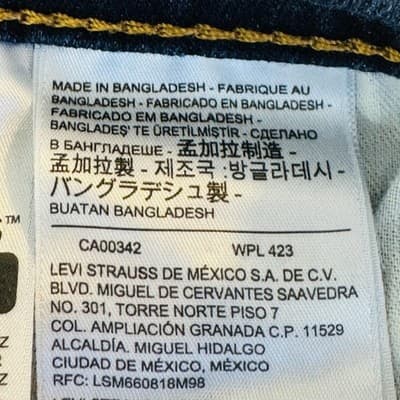 MADE IN BANGLADESH - FABRIQUE AU
BANGLADESH - FABRICADO EN BANGLADESH -
FABRICADO EM BANGLADESH -
BANGLADEŞ' TE ÜRETİLMİŞTİR - СДЕЛАНО
В БАНГЛАДЕШЕ - 孟加拉制造 -
孟加拉製 - 제조국 :방글라데시 -
バングラデシュ製 -
BUATAN BANGLADESH
CA00342 WPL 423
LEVI STRAUSS DE MÉXICO S.A. DE C.V.
BLVD. MIGUEL DE CERVANTES SAAVEDRA
NO. 301, TORRE NORTE PISO 7
COL. AMPLIACIÓN GRANADA C.P. 11529
ALCALDÍA. MIGUEL HIDALGO
CIUDAD DE MÉXICO, MÉXICO
RFC: LSM660818M98